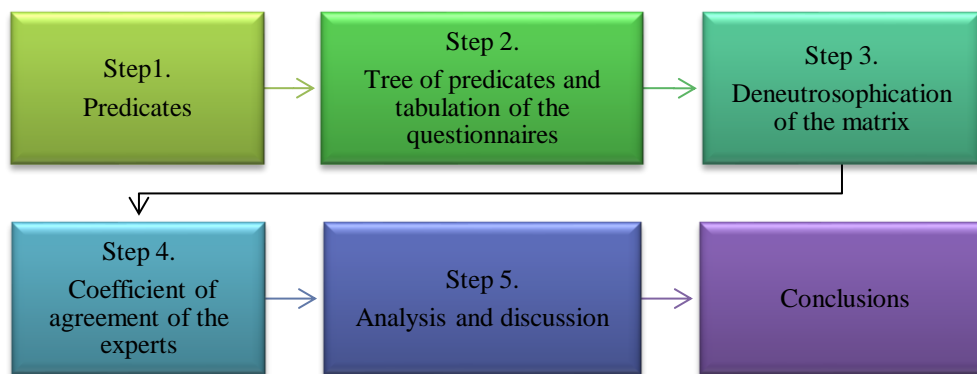 Step1.
Predicates
Step 2.
Tree of predicates and
tabulation of the
questionnaires
Step 3.
Deneutrosophication
of the matrix
Step 4.
Coefficient of
agreement of the
experts
Step 5.
Analysis and discussion
Conclusions